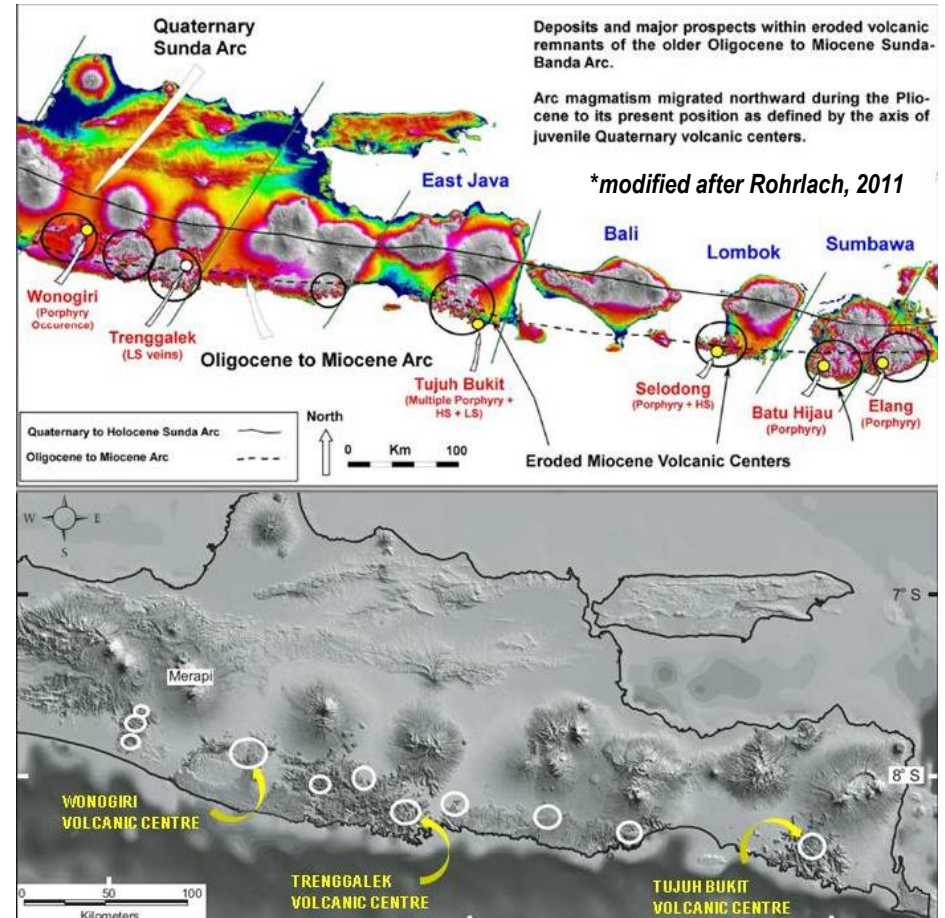 Quaternary
Sunda Arc
Deposits and major prospects within eroded volcanic
remnants of the older Oligocene to Miocene Sunda-
Banda Arc.
Arc magmatism migrated northward during the Plio-
cene to its present position as defined by the axis of
juvenile Quaternary volcanic centers.
*modified after Rohrlach, 2011
East Java
Bali
Lombok
Sumbawa
Wonogiri
(Porphyry
Occurence)
Trenggalek
(LS veins)
Oligocene to Miocene Arc
Tujuh Bukit
(Multiple Porphyry +
HS + LS)
Selodong
(Porphyry + HS)
Batu Hijau
(Porphyry)
Elang
(Porphyry)
Quaternary to Holocene Sunda Arc
Oligocene to Miocene Arc
North
0 Km 100
Eroded Miocene Volcanic Centers
W E
S
7° S
Merapi
8° S
WONOGIRI
VOLCANIC CENTRE
TRENGGALEK
VOLCANIC CENTRE
TUJUH BUKIT
VOLCANIC CENTRE
0 50 100
Kilometers